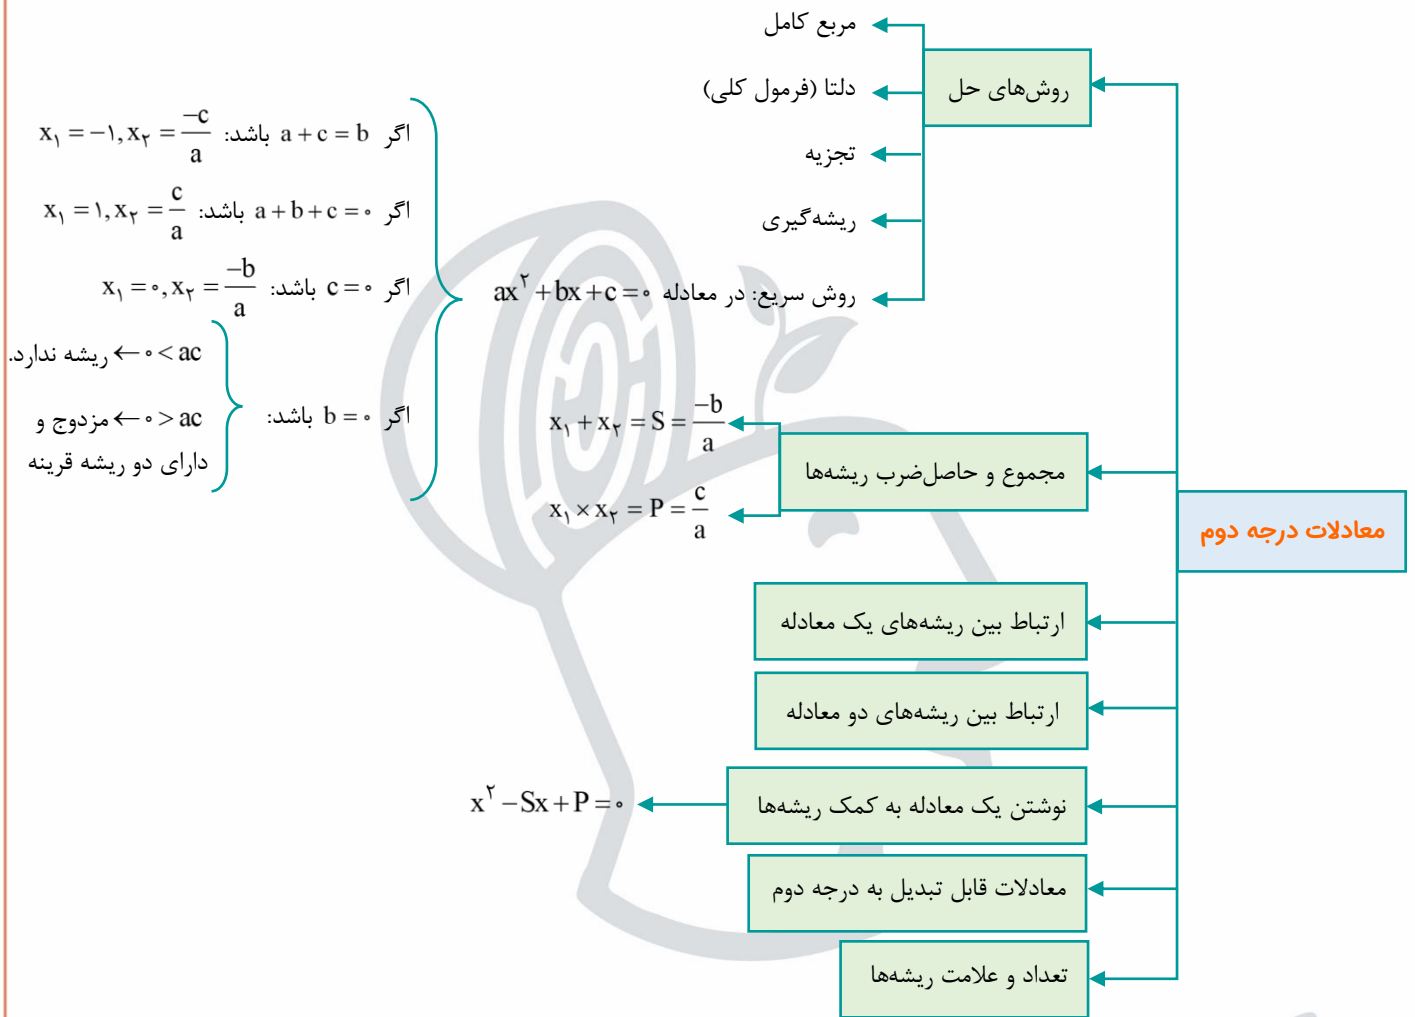 معادلات درجه دوم
روش‌های حل
مربع کامل
دلتا (فرمول کلی)
تجزیه
ریشه‌گیری
روش سریع: در معادله ax² + bx + c = ۰
اگر a + c = b باشد: x₁ = −۱, x₂ = −c/a
اگر a + b + c = ۰ باشد: x₁ = ۱, x₂ = c/a
اگر c = ۰ باشد: x₁ = ۰, x₂ = −b/a
اگر b = ۰ باشد:
ac > ۰ ← ریشه ندارد.
ac < ۰ ← مزدوج و
دارای دو ریشه قرینه
مجموع و حاصل‌ضرب ریشه‌ها
x₁ + x₂ = S = −b/a
x₁ × x₂ = P = c/a
ارتباط بین ریشه‌های یک معادله
ارتباط بین ریشه‌های دو معادله
نوشتن یک معادله به کمک ریشه‌ها
x² − Sx + P = ۰
معادلات قابل تبدیل به درجه دوم
تعداد و علامت ریشه‌ها